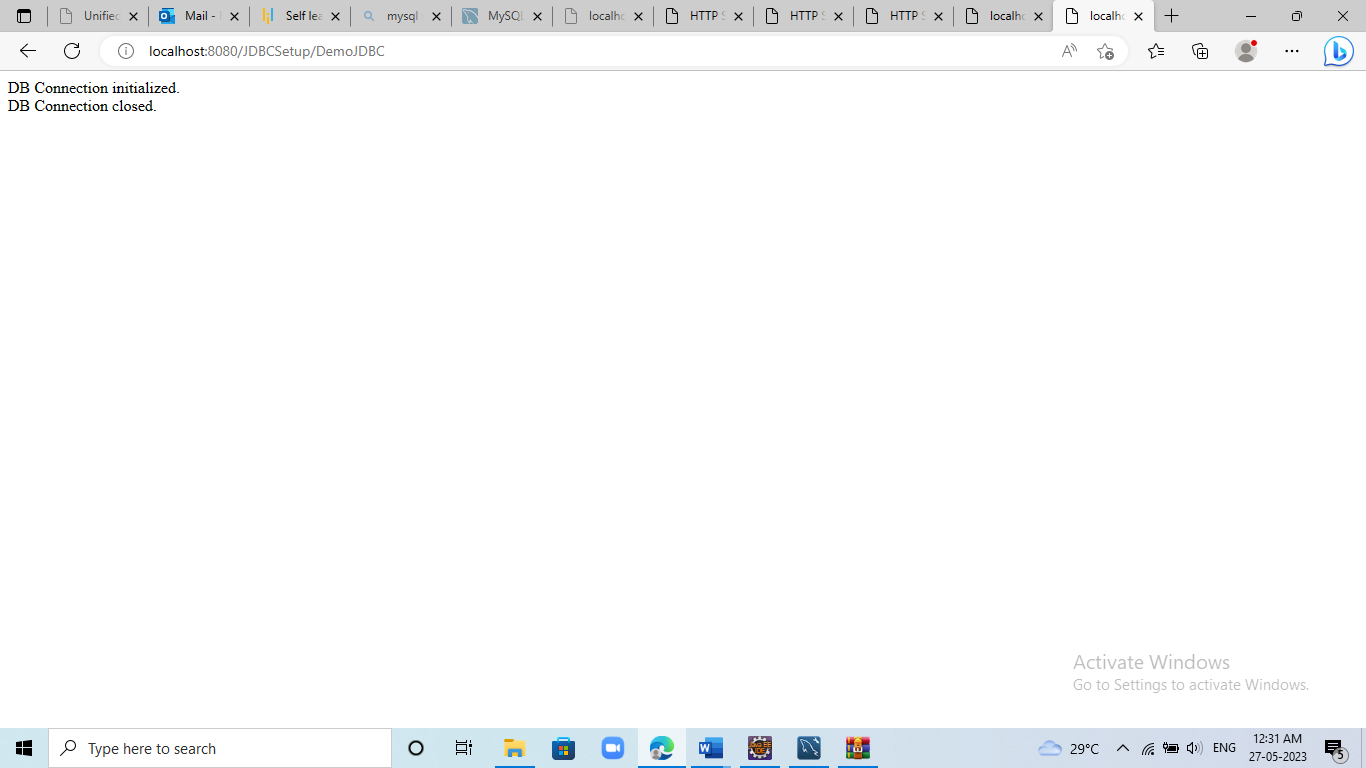 Unified
Mail -
Self lea
mysql
MySQL
localho
HTTP S
HTTP S
HTTP S
localho
localho
localhost:8080/JDBCSetup/DemoJDBC
DB Connection initialized.
DB Connection closed.
Activate Windows
Go to Settings to activate Windows.
Type here to search
29°C
ENG
12:31 AM
27-05-2023
5